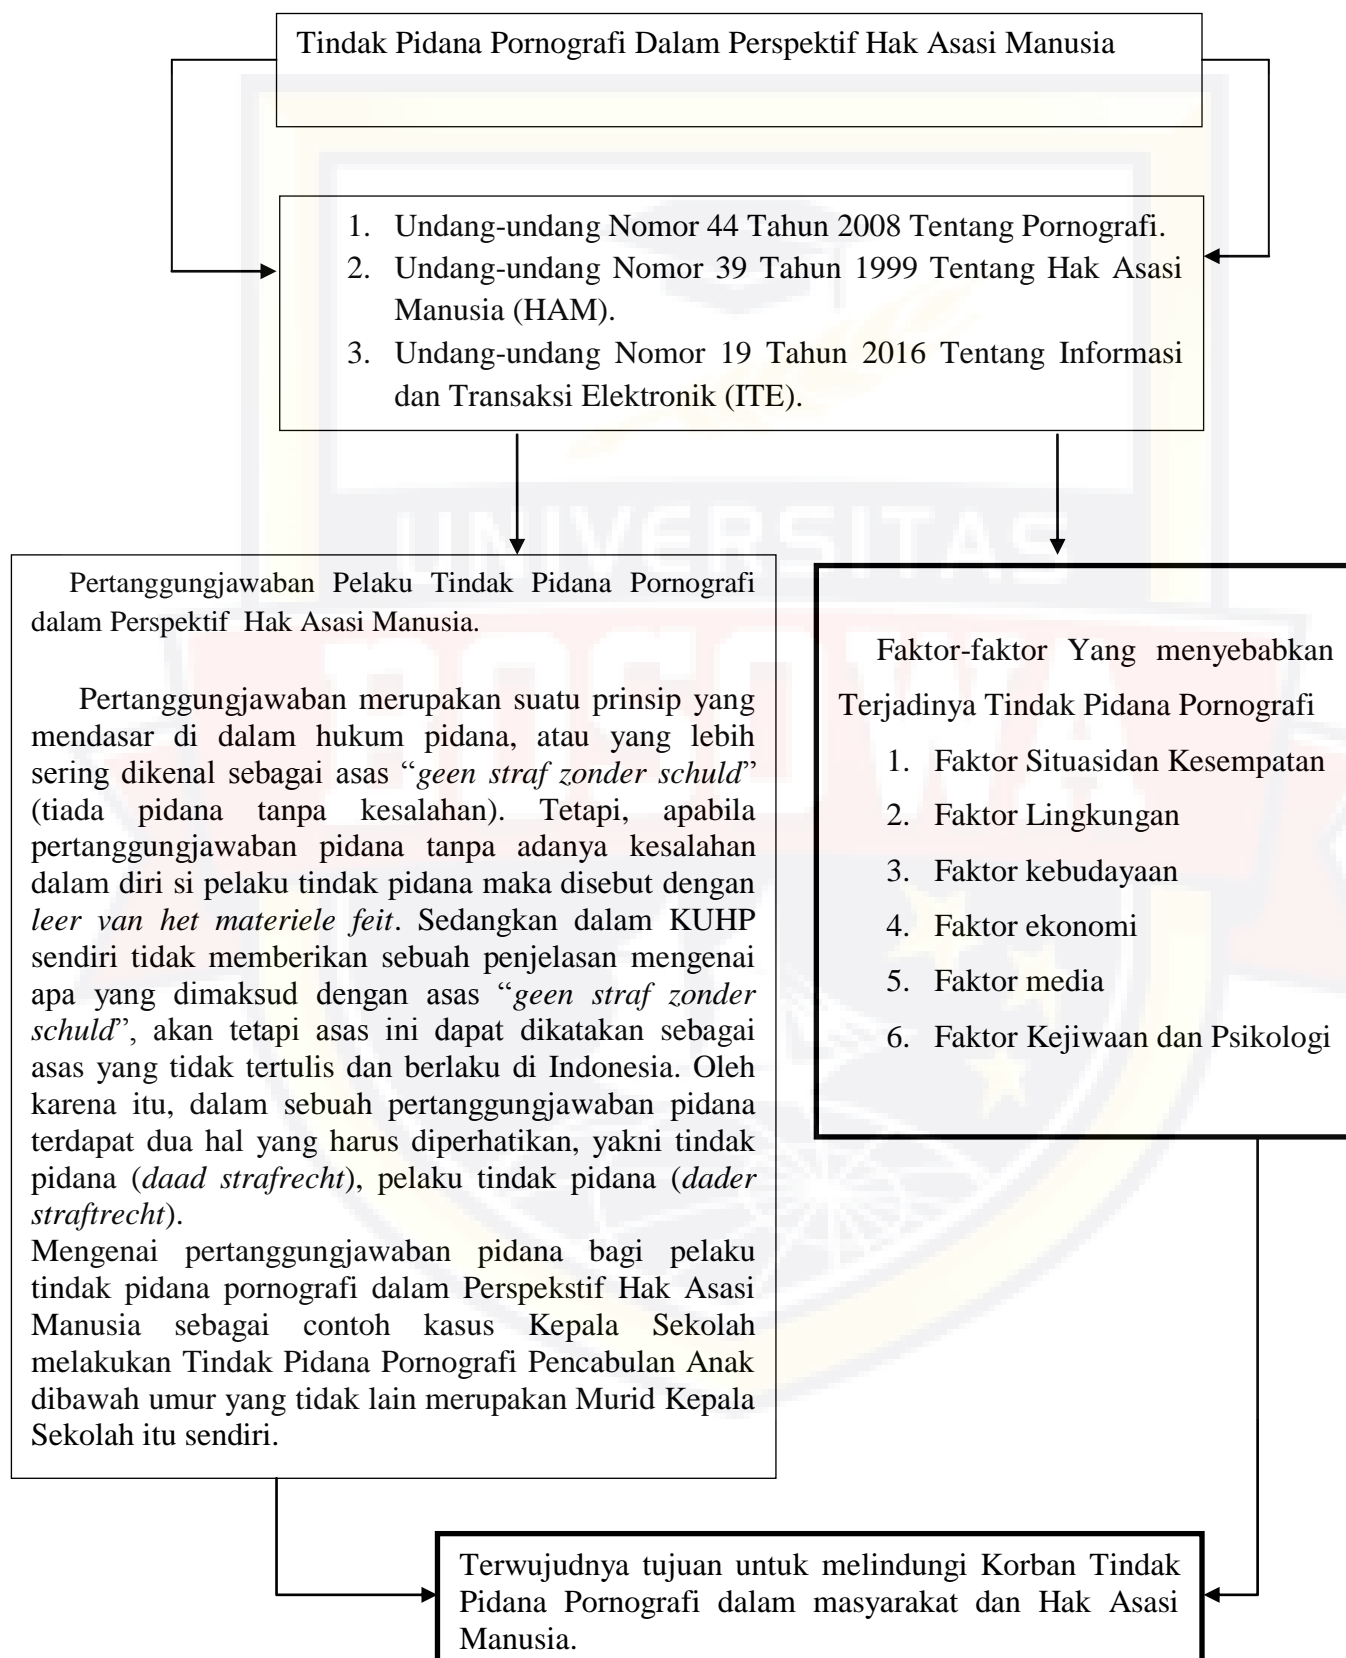 Tindak Pidana Pornografi Dalam Perspektif Hak Asasi Manusia
1. Undang-undang Nomor 44 Tahun 2008 Tentang Pornografi.
2. Undang-undang Nomor 39 Tahun 1999 Tentang Hak Asasi
Manusia (HAM).
3. Undang-undang Nomor 19 Tahun 2016 Tentang Informasi
dan Transaksi Elektronik (ITE).
UNIVERSITAS
BOSOWA
Pertanggungjawaban Pelaku Tindak Pidana Pornografi
dalam Perspektif Hak Asasi Manusia.
Pertanggungjawaban merupakan suatu prinsip yang
mendasar di dalam hukum pidana, atau yang lebih
sering dikenal sebagai asas “geen straf zonder schuld”
(tiada pidana tanpa kesalahan). Tetapi, apabila
pertanggungjawaban pidana tanpa adanya kesalahan
dalam diri si pelaku tindak pidana maka disebut dengan
leer van het materiele feit. Sedangkan dalam KUHP
sendiri tidak memberikan sebuah penjelasan mengenai
apa yang dimaksud dengan asas “geen straf zonder
schuld”, akan tetapi asas ini dapat dikatakan sebagai
asas yang tidak tertulis dan berlaku di Indonesia. Oleh
karena itu, dalam sebuah pertanggungjawaban pidana
terdapat dua hal yang harus diperhatikan, yakni tindak
pidana (daad strafrecht), pelaku tindak pidana (dader
straftrecht).
Mengenai pertanggungjawaban pidana bagi pelaku
tindak pidana pornografi dalam Perspekstif Hak Asasi
Manusia sebagai contoh kasus Kepala Sekolah
melakukan Tindak Pidana Pornografi Pencabulan Anak
dibawah umur yang tidak lain merupakan Murid Kepala
Sekolah itu sendiri.
Faktor-faktor Yang menyebabkan
Terjadinya Tindak Pidana Pornografi
1. Faktor Situasidan Kesempatan
2. Faktor Lingkungan
3. Faktor kebudayaan
4. Faktor ekonomi
5. Faktor media
6. Faktor Kejiwaan dan Psikologi
Terwujudnya tujuan untuk melindungi Korban Tindak
Pidana Pornografi dalam masyarakat dan Hak Asasi
Manusia.